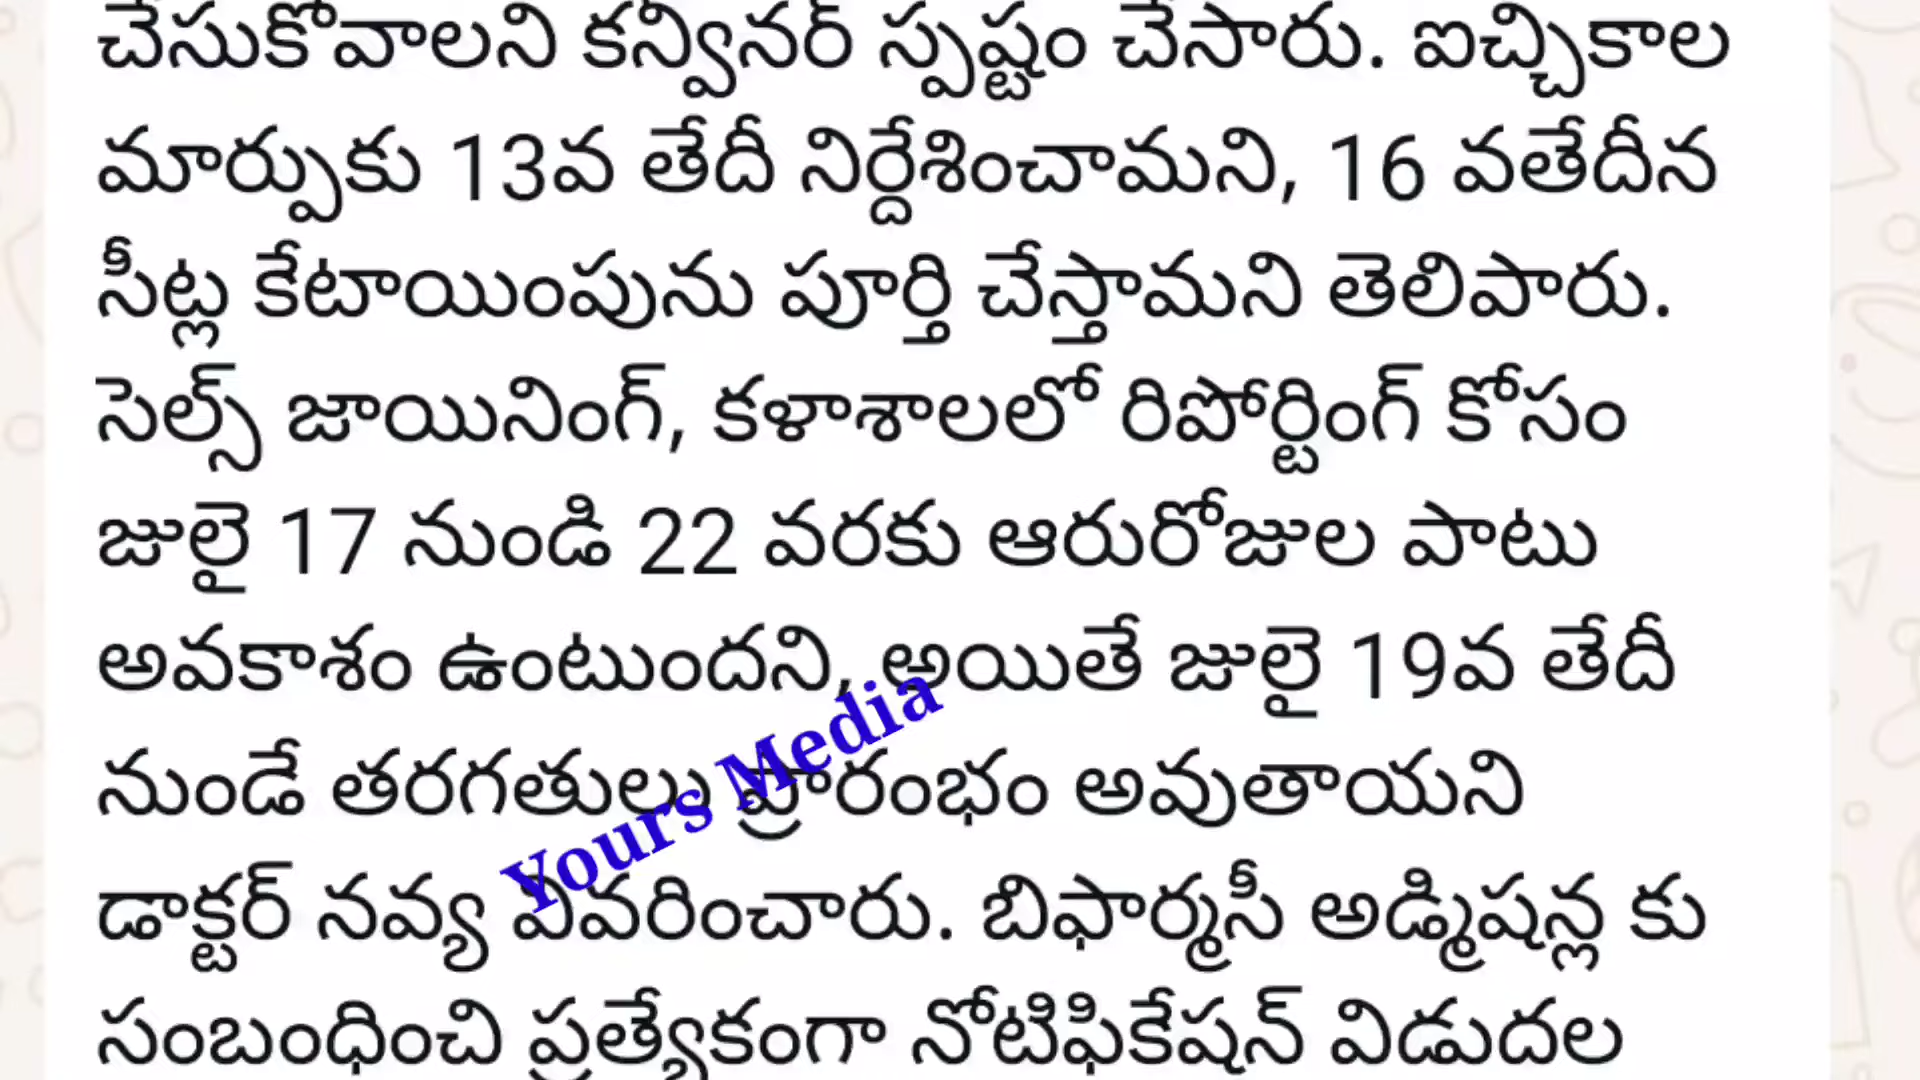 చేసుకోవాలని కన్వినర్ స్పష్టం చేసారు. ఐచ్చికాల
మార్పుకు 13వ తేదీ నిర్దేశించామని, 16 వతేదీన
సీట్ల కేటాయింపును పూర్తి చేస్తామని తెలిపారు.
సెల్ఫ్ జాయినింగ్, కళాశాలలలో రిపోర్టింగ్ కోసం
జులై 17 నుండి 22 వరకు ఆరురోజుల పాటు
అవకాశం ఉంటుందని, అయితే జులై 19వ తేదీ
నుండే తరగతులు ప్రారంభం అవుతాయని
డాక్టర్ నవ్య వివరించారు. బిఫార్మసీ అడ్మిషన్ల కు
సంబంధించి ప్రత్యేకంగా నోటిఫికేషన్ విడుదల
Yours Media